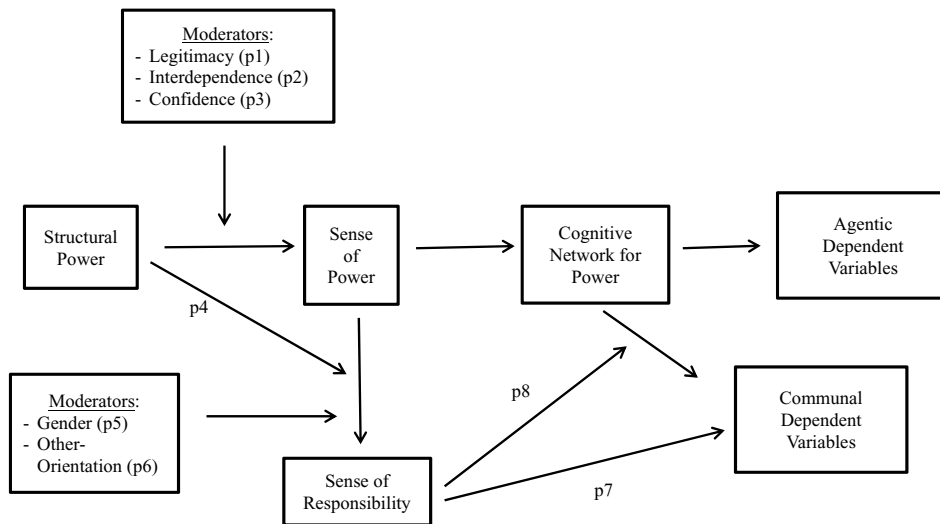 Moderators:
- Legitimacy (p1)
- Interdependence (p2)
- Confidence (p3)
Structural
Power
Sense
of
Power
Cognitive
Network for
Power
Agentic
Dependent
Variables
p4
Moderators:
- Gender (p5)
- Other-
Orientation (p6)
p8
Communal
Dependent
Variables
Sense of
Responsibility
p7